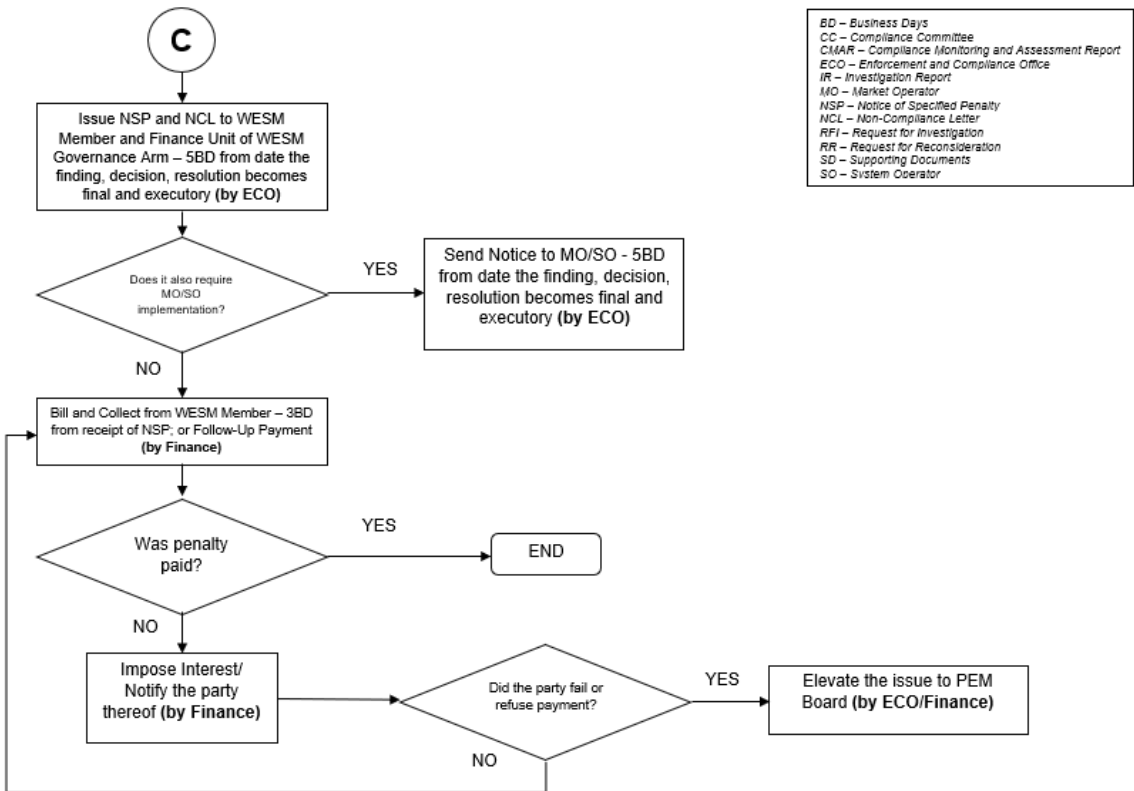 C
BD – Business Days
CC – Compliance Committee
CMAR – Compliance Monitoring and Assessment Report
ECO – Enforcement and Compliance Office
IR – Investigation Report
MO – Market Operator
NSP – Notice of Specified Penalty
NCL – Non-Compliance Letter
RFI – Request for Investigation
RR – Request for Reconsideration
SD – Supporting Documents
SO – System Operator
Issue NSP and NCL to WESM
Member and Finance Unit of WESM
Governance Arm – 5BD from date the
finding, decision, resolution becomes
final and executory (by ECO)
Does it also require
MO/SO
implementation?
YES
Send Notice to MO/SO - 5BD
from date the finding, decision,
resolution becomes final and
executory (by ECO)
NO
Bill and Collect from WESM Member – 3BD
from receipt of NSP; or Follow-Up Payment
(by Finance)
Was penalty
paid?
YES
END
NO
Impose Interest/
Notify the party
thereof (by Finance)
Did the party fail or
refuse payment?
YES
Elevate the issue to PEM
Board (by ECO/Finance)
NO